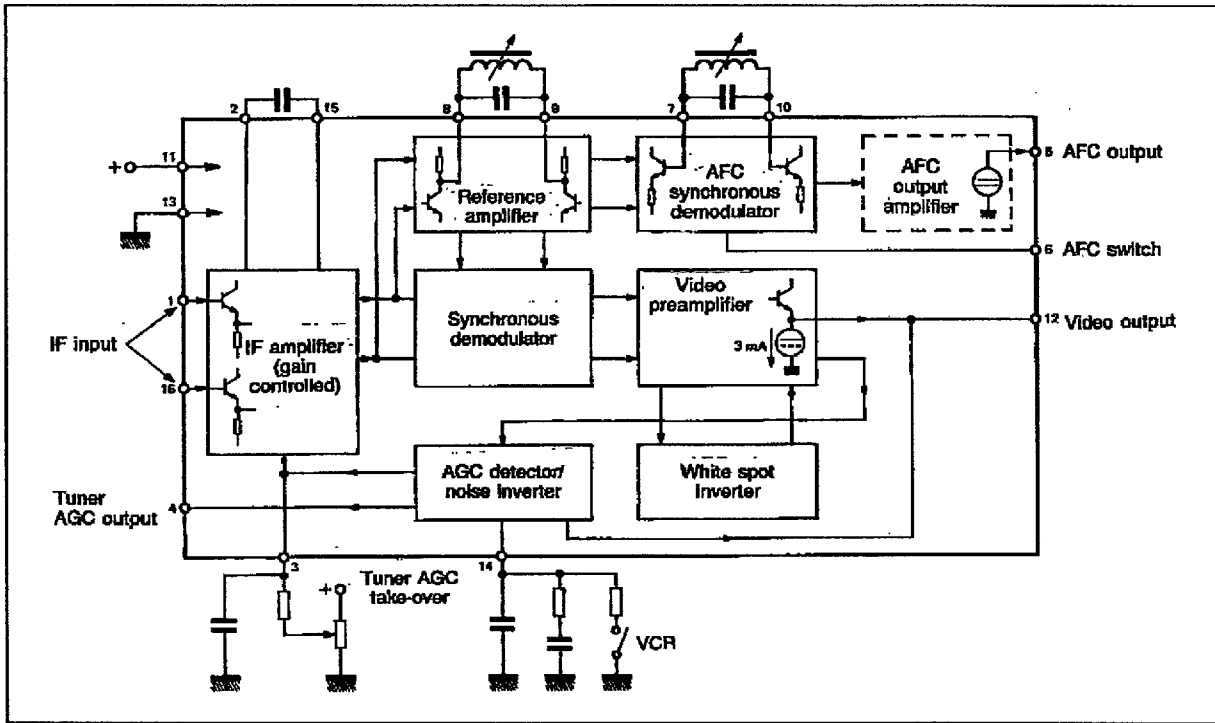 2
15
8
9
7
10
11
+
13
Reference
amplifier
AFC
synchronous
demodulator
AFC
output
amplifier
5 AFC output
6 AFC switch
1
IF input
16
IF amplifier
(gain
controlled)
Synchronous
demodulator
Video
preamplifier
3 mA
12 Video output
AGC detector/
noise inverter
White spot
inverter
Tuner
AGC output
4
3
14
Tuner AGC
take-over
+
VCR